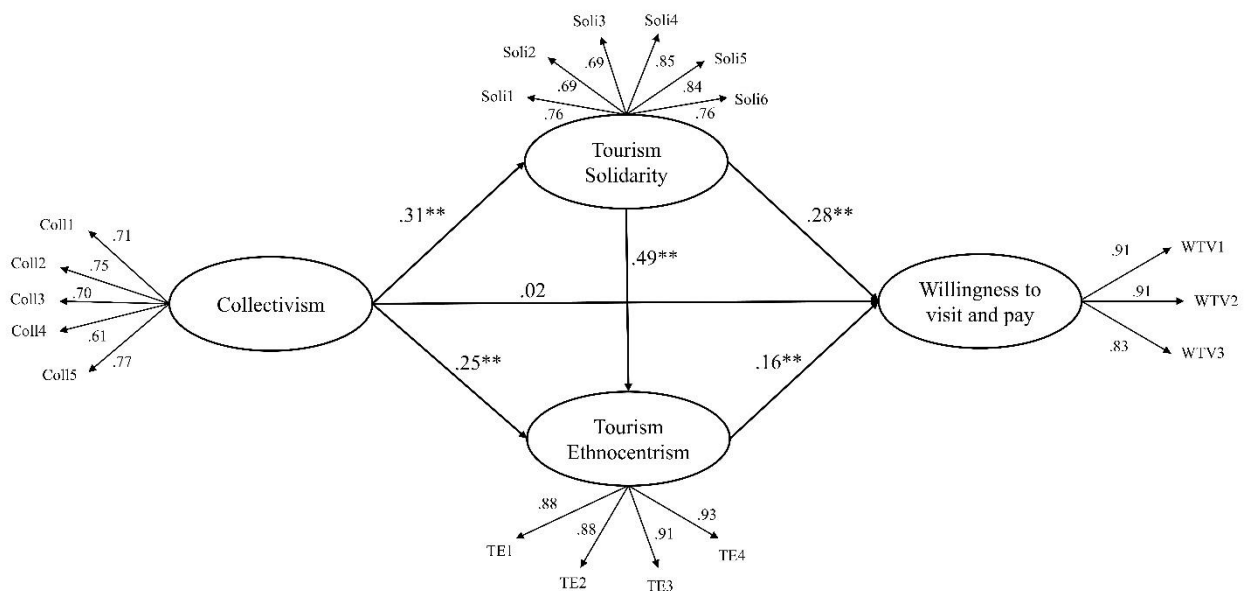 Soli3
Soli4
Soli2
Soli5
.69
.85
Soli1
.69
.84
Soli6
.76
.76
Tourism
Solidarity
.31**
.28**
Coll1
.71
.49**
Coll2
.75
WTV1
.91
Coll3
.70
Collectivism
.02
Willingness to
visit and pay
.91
WTV2
Coll4
.61
.83
WTV3
Coll5
.77
.25**
.16**
Tourism
Ethnocentrism
.88
.88
.91
.93
TE1
TE2
TE3
TE4